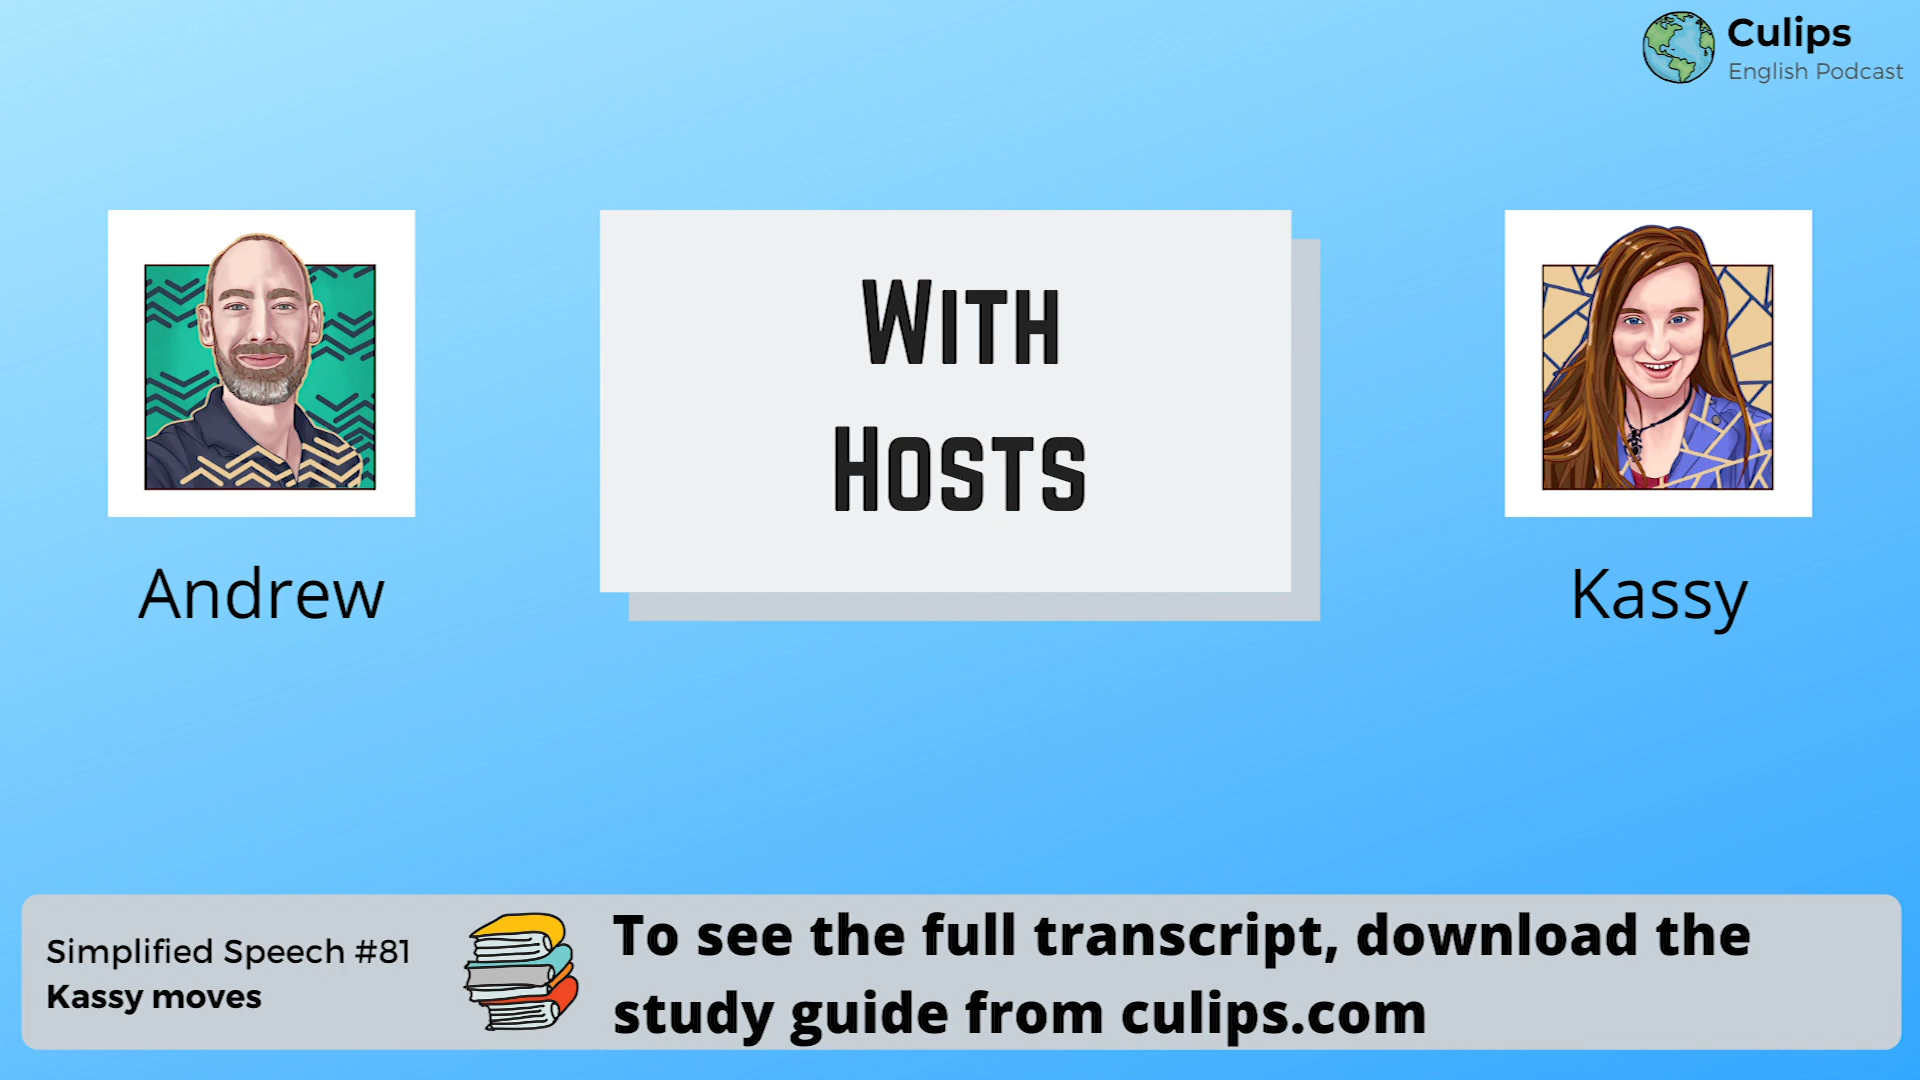 Culips
English Podcast
With
Hosts
Andrew
Kassy
Simplified Speech #81
Kassy moves
To see the full transcript, download the
study guide from culips.com